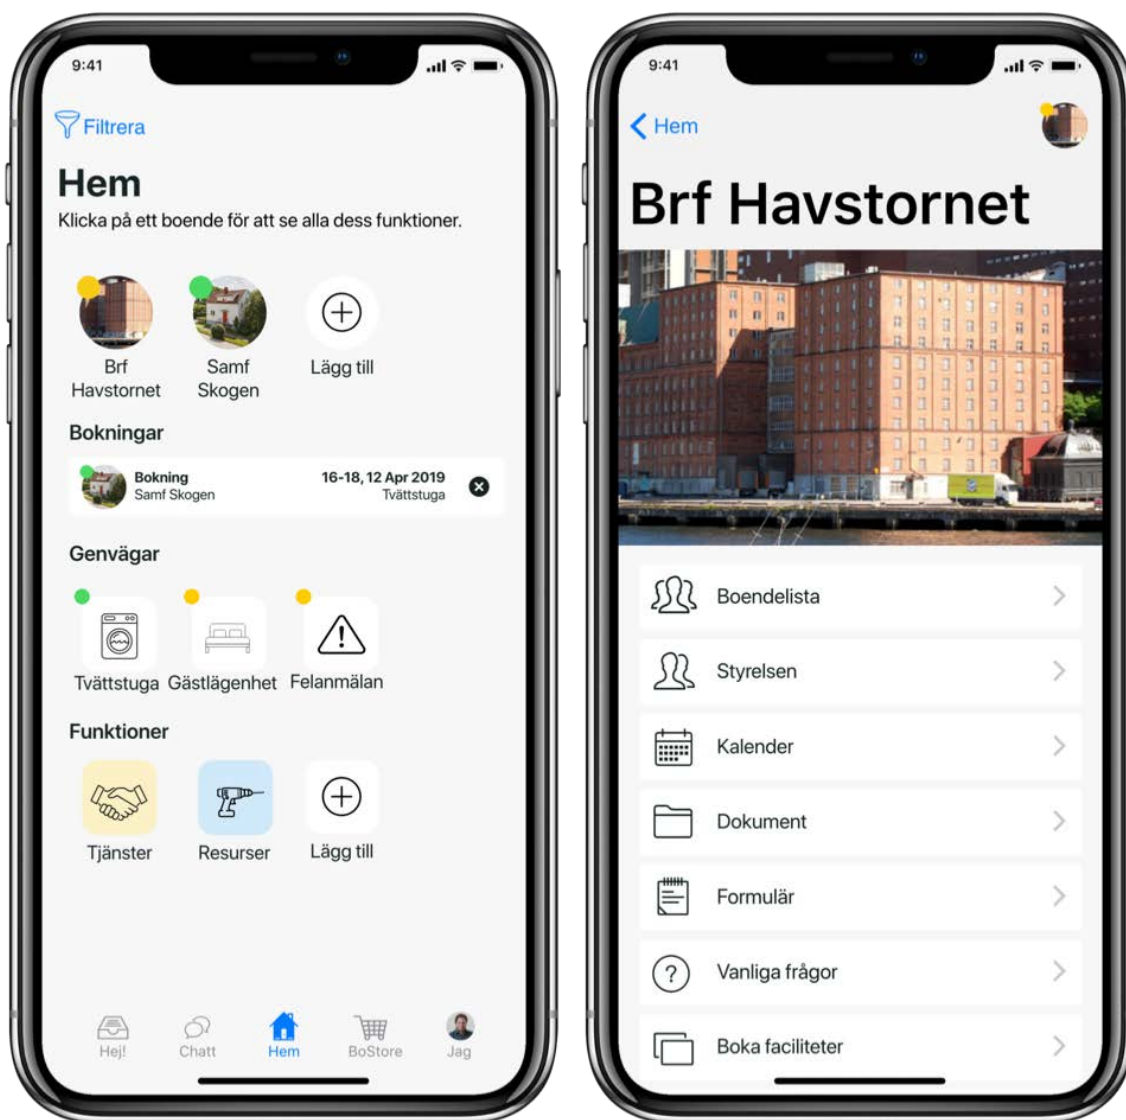 9:41
Filtrera
Hem
Klicka på ett boende för att se alla dess funktioner.
Brf
Havstornet
Samf
Skogen
Lägg till
Bokningar
Bokning
Samf Skogen
16-18, 12 Apr 2019
Tvättstuga
Genvägar
Tvättstuga
Gästlägenhet
Felanmälan
Funktioner
Tjänster
Resurser
Lägg till
Hej!
Chatt
Hem
BoStore
Jag
9:41
Hem
Brf Havstornet
Boendelista
Styrelsen
Kalender
Dokument
Formulär
Vanliga frågor
Boka faciliteter